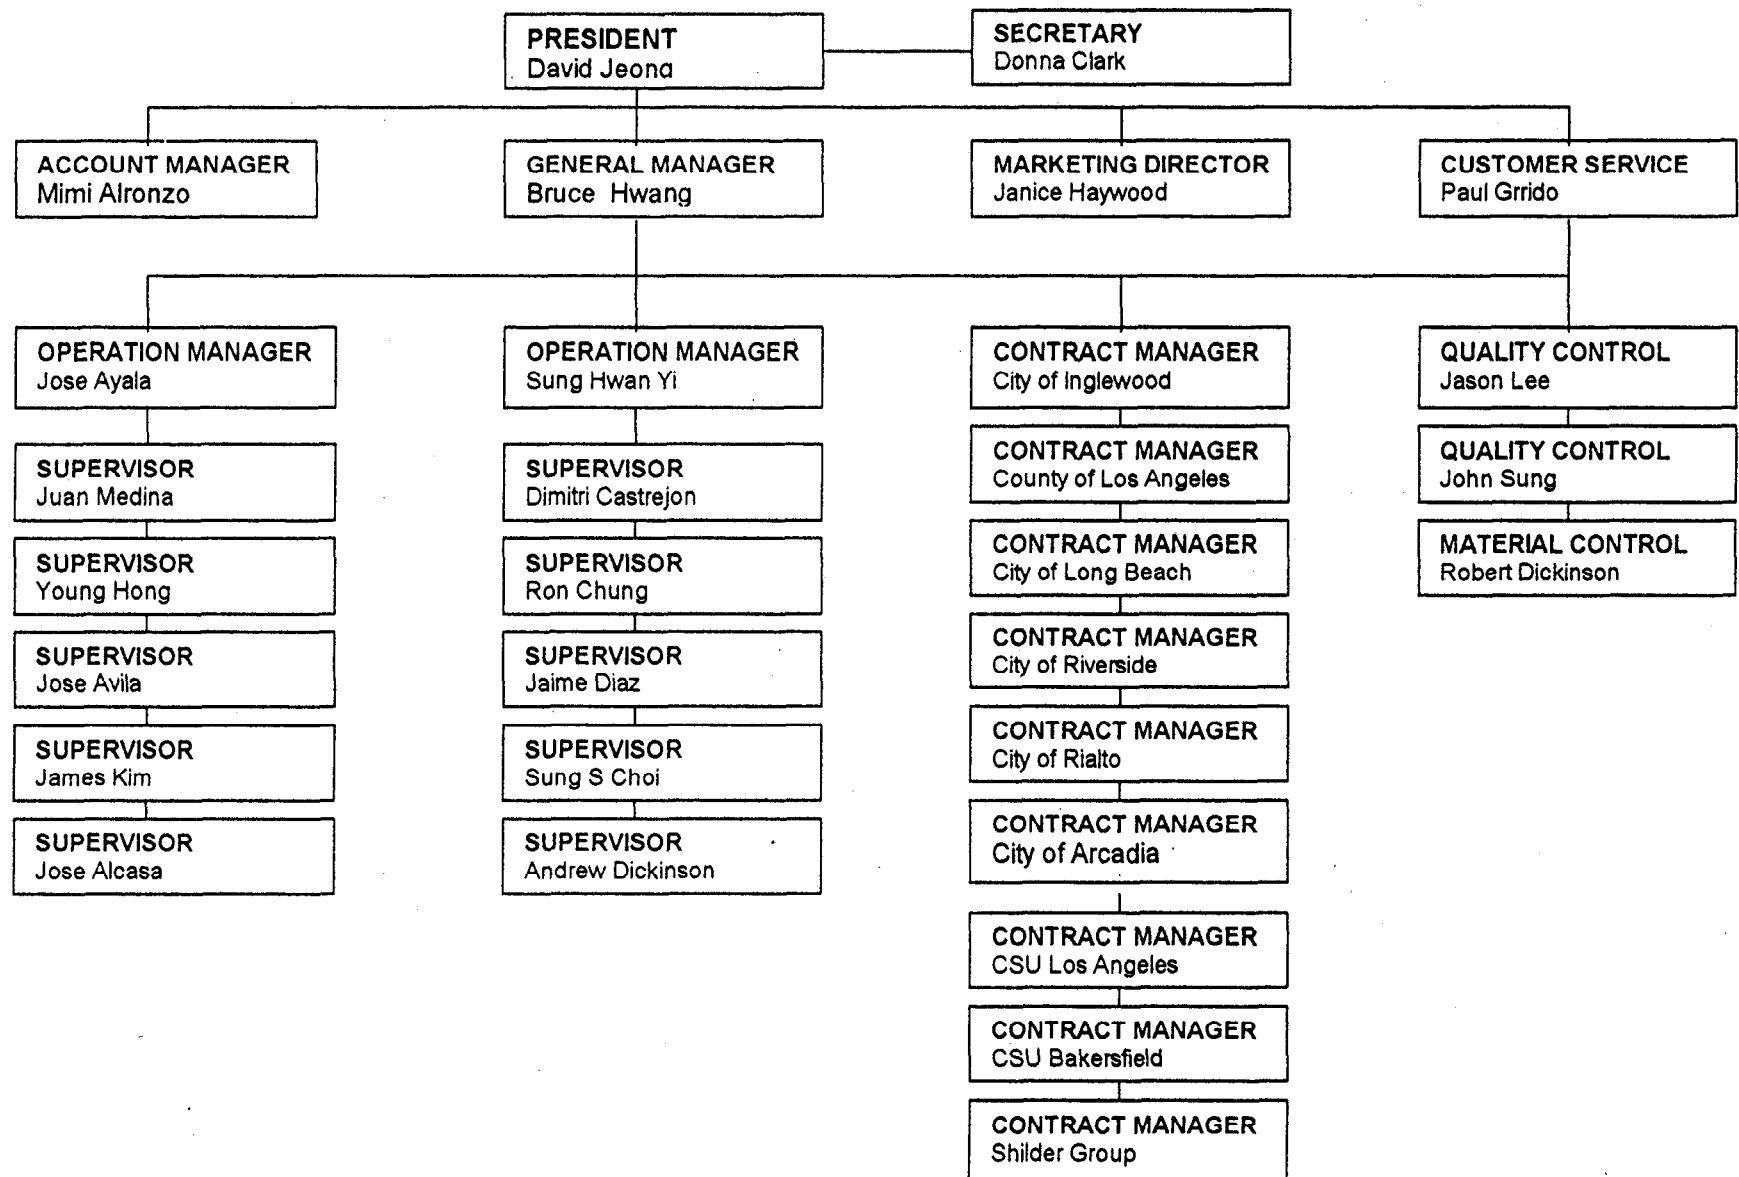 PRESIDENT
David Jeong
SECRETARY
Donna Clark
ACCOUNT MANAGER
Mimi Alronzo
GENERAL MANAGER
Bruce Hwang
MARKETING DIRECTOR
Janice Haywood
CUSTOMER SERVICE
Paul Grrido
OPERATION MANAGER
Jose Ayala
SUPERVISOR
Juan Medina
SUPERVISOR
Young Hong
SUPERVISOR
Jose Avila
SUPERVISOR
James Kim
SUPERVISOR
Jose Alcasa
OPERATION MANAGER
Sung Hwan Yi
SUPERVISOR
Dimitri Castrejon
SUPERVISOR
Ron Chung
SUPERVISOR
Jaime Diaz
SUPERVISOR
Sung S Choi
SUPERVISOR
Andrew Dickinson
CONTRACT MANAGER
City of Inglewood
CONTRACT MANAGER
County of Los Angeles
CONTRACT MANAGER
City of Long Beach
CONTRACT MANAGER
City of Riverside
CONTRACT MANAGER
City of Rialto
CONTRACT MANAGER
City of Arcadia
CONTRACT MANAGER
CSU Los Angeles
CONTRACT MANAGER
CSU Bakersfield
CONTRACT MANAGER
Shilder Group
QUALITY CONTROL
Jason Lee
QUALITY CONTROL
John Sung
MATERIAL CONTROL
Robert Dickinson